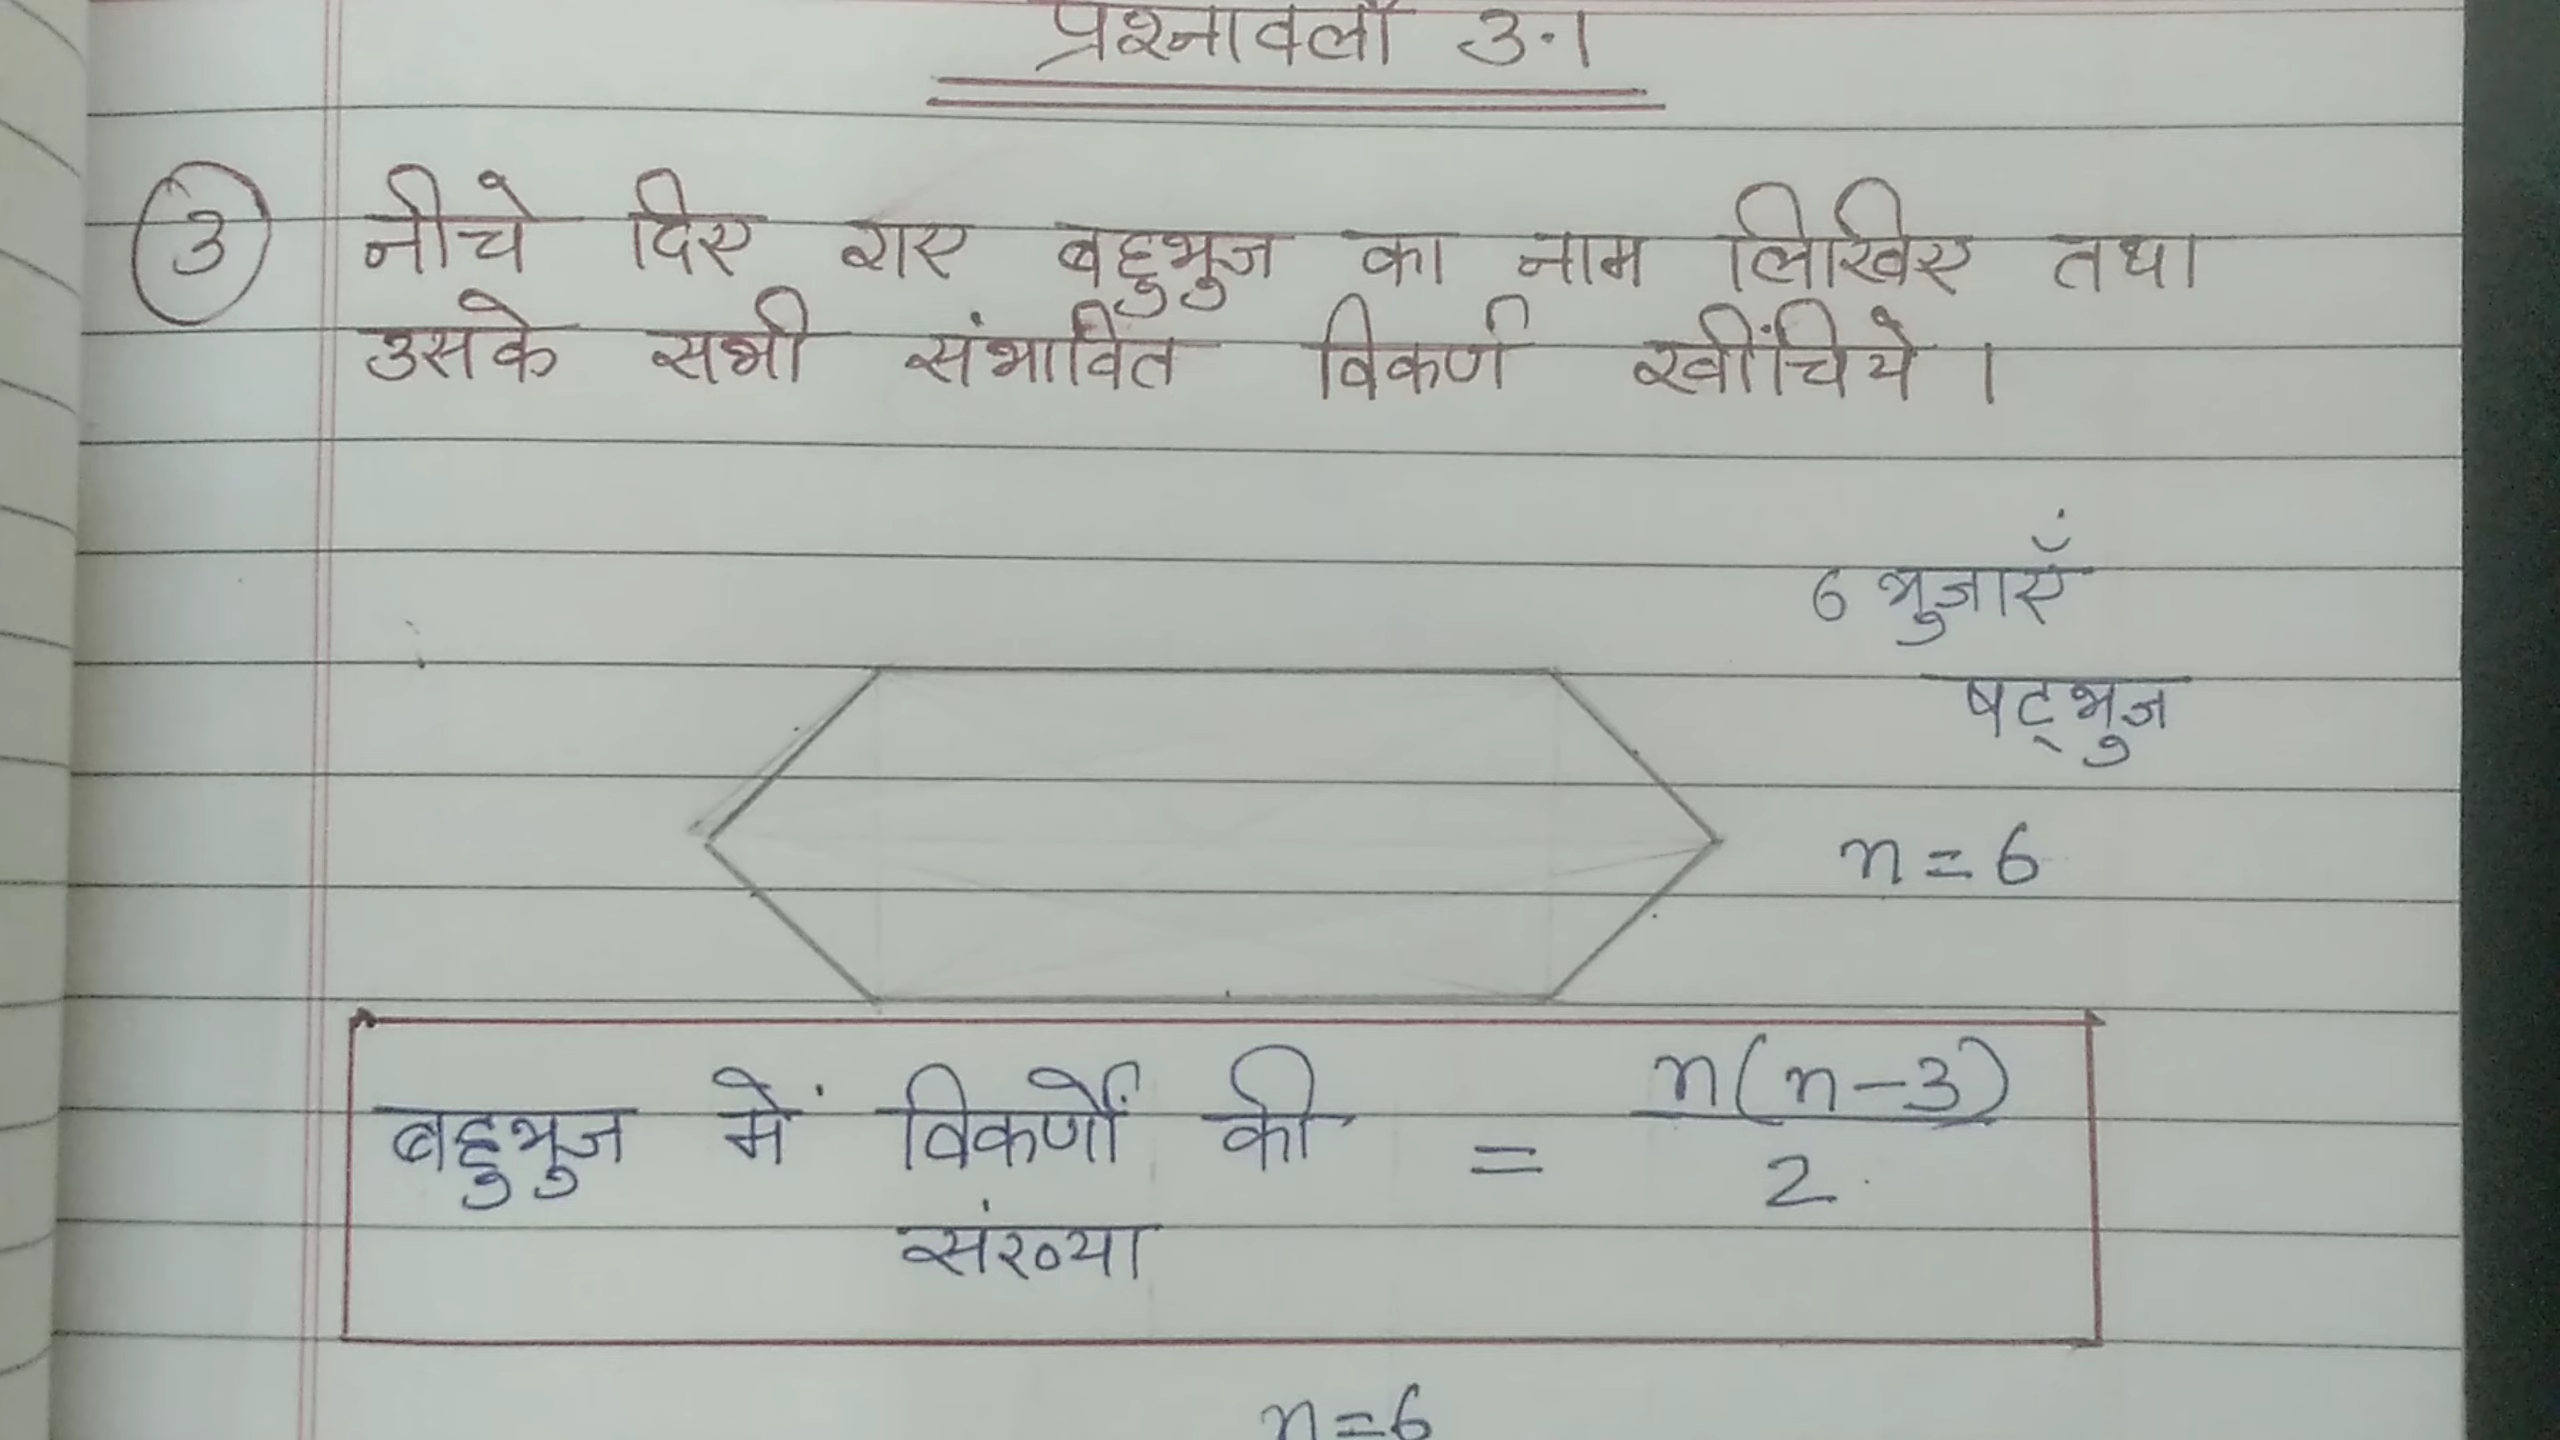 प्रश्नावली 3.1
3 नीचे दिए गए बहुभुज का नाम लिखिए तथा
उसके सभी संभावित विकर्ण खींचिये ।
6 भुजाएँ
षट्भुज
n = 6
बहुभुज में विकर्णों की संख्या = n(n-3)/2
n=6